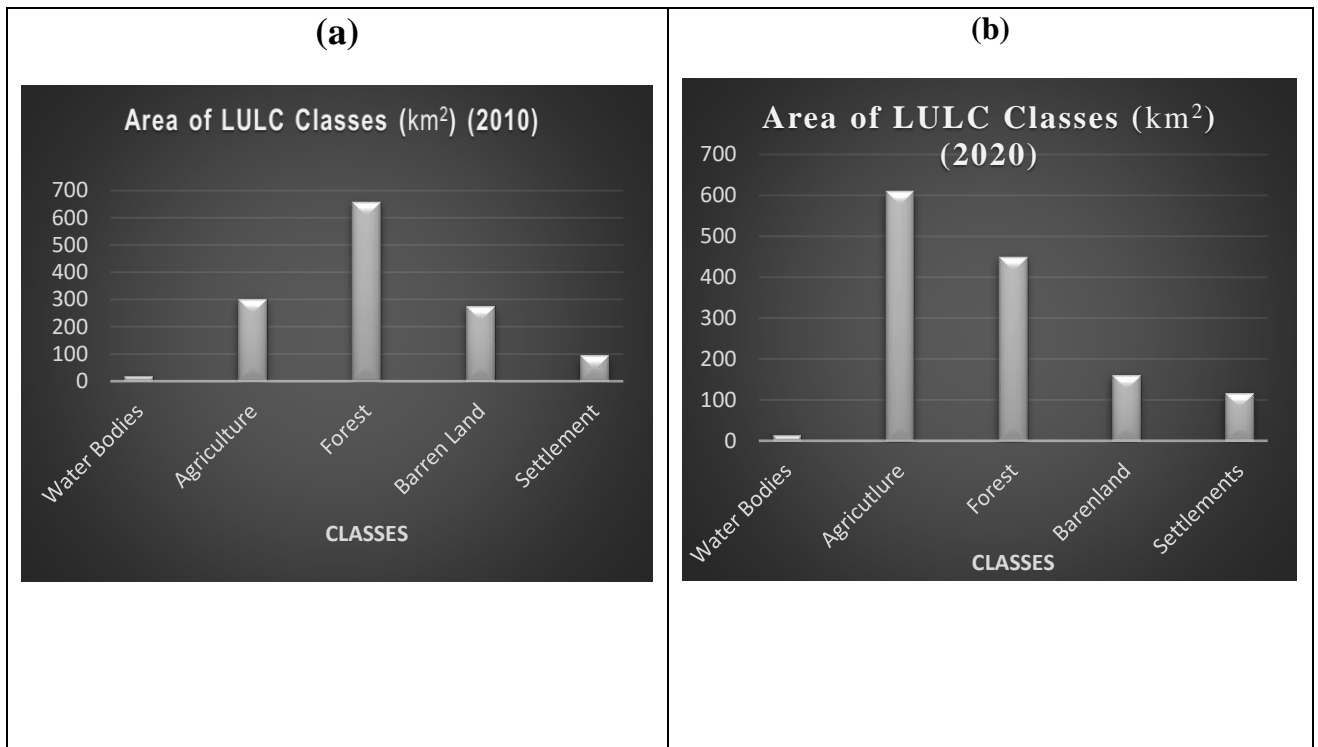 (a)
Area of LULC Classes (km²) (2010)
700
600
500
400
300
200
100
0
Water Bodies
Agriculture
Forest
Barren Land
Settlement
CLASSES
(b)
Area of LULC Classes (km²)
(2020)
700
600
500
400
300
200
100
0
Water Bodies
Agricutlure
Forest
Barenland
Settlements
CLASSES